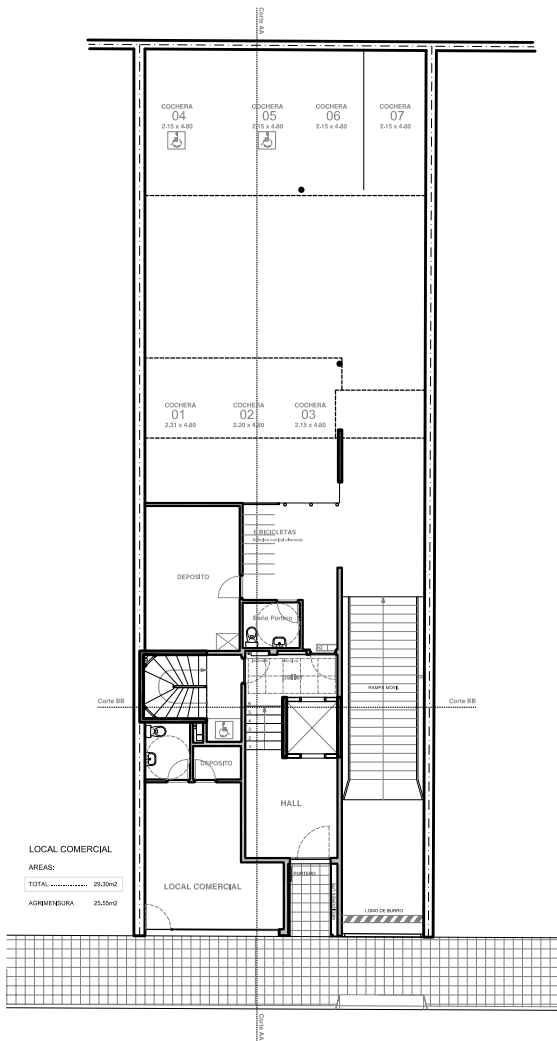 Corte AA
COCHERA
04
2.15 x 4.80
COCHERA
05
2.15 x 4.80
COCHERA
06
2.15 x 4.80
COCHERA
07
2.15 x 4.80
COCHERA
01
2.31 x 4.80
COCHERA
02
2.20 x 4.80
COCHERA
03
2.15 x 4.80
BICICLETAS
DEPOSITO
Baño Portero
palier
RAMPA MOVIL
Corte BB
Corte BB
DEPOSITO
HALL
LOCAL COMERCIAL
AREAS:
TOTAL ............... 29.30m2
AGRIMENSURA 25.55m2
LOCAL COMERCIAL
PORTERO
LOMO DE BURRO
Corte AA